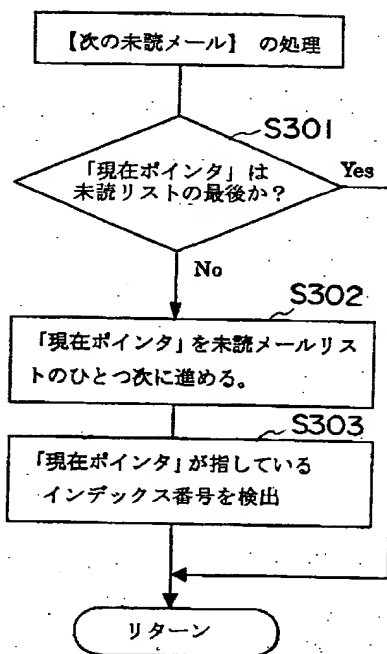 【次の未読メール】 の処理
S301
「現在ポインタ」は
未読リストの最後か？
Yes
No
S302
「現在ポインタ」を未読メールリス
トのひとつ次に進める。
S303
「現在ポインタ」が指している
インデックス番号を検出
リターン